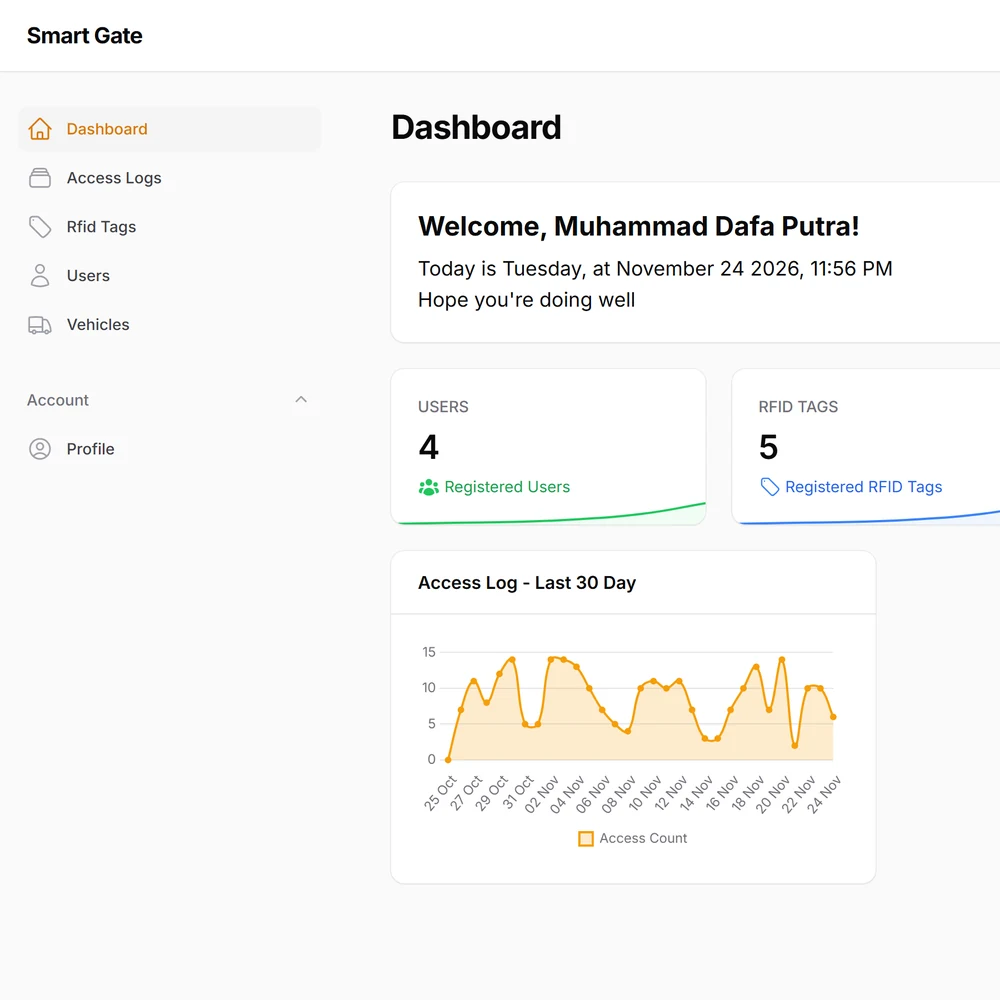 Smart Gate
Dashboard
Access Logs
Rfid Tags
Users
Vehicles
Account
Profile
Dashboard
Welcome, Muhammad Dafa Putra!
Today is Tuesday, at November 24 2026, 11:56 PM
Hope you're doing well
USERS
4
Registered Users
RFID TAGS
5
Registered RFID Tags
Access Log - Last 30 Day
15
10
5
0
25 Oct
27 Oct
29 Oct
31 Oct
02 Nov
04 Nov
06 Nov
08 Nov
10 Nov
12 Nov
14 Nov
16 Nov
18 Nov
20 Nov
22 Nov
24 Nov
Access Count